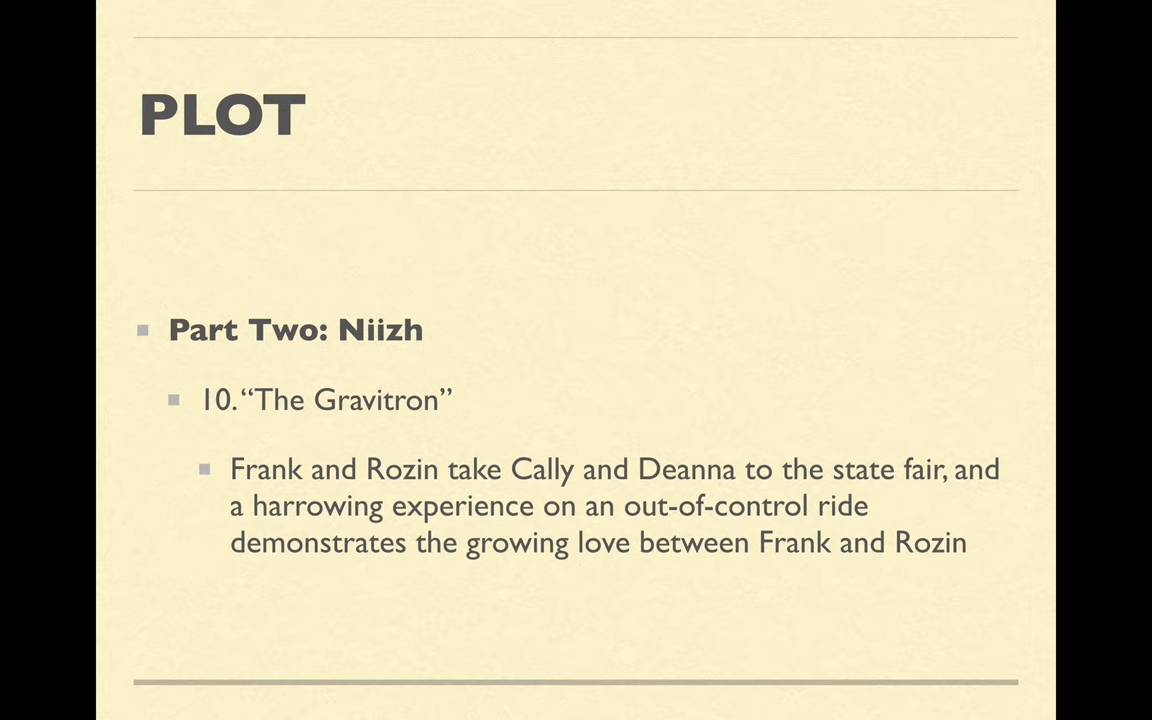 PLOT
Part Two: Niizh
10. “The Gravitron”
Frank and Rozin take Cally and Deanna to the state fair, and
a harrowing experience on an out-of-control ride
demonstrates the growing love between Frank and Rozin